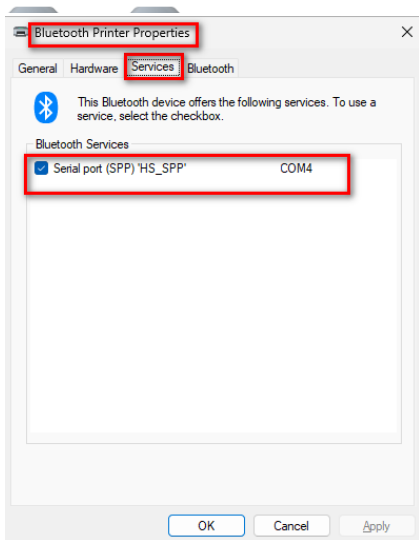 Bluetooth Printer Properties
General Hardware Services Bluetooth
This Bluetooth device offers the following services. To use a
service, select the checkbox.
Bluetooth Services
Serial port (SPP) 'HS_SPP' COM4
OK Cancel Apply